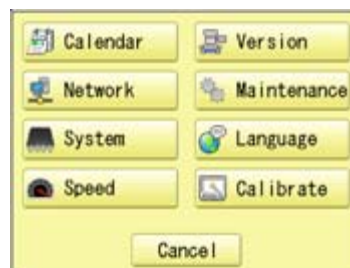 Calendar Version
Network Maintenance
System Language
Speed Calibrate
Cancel